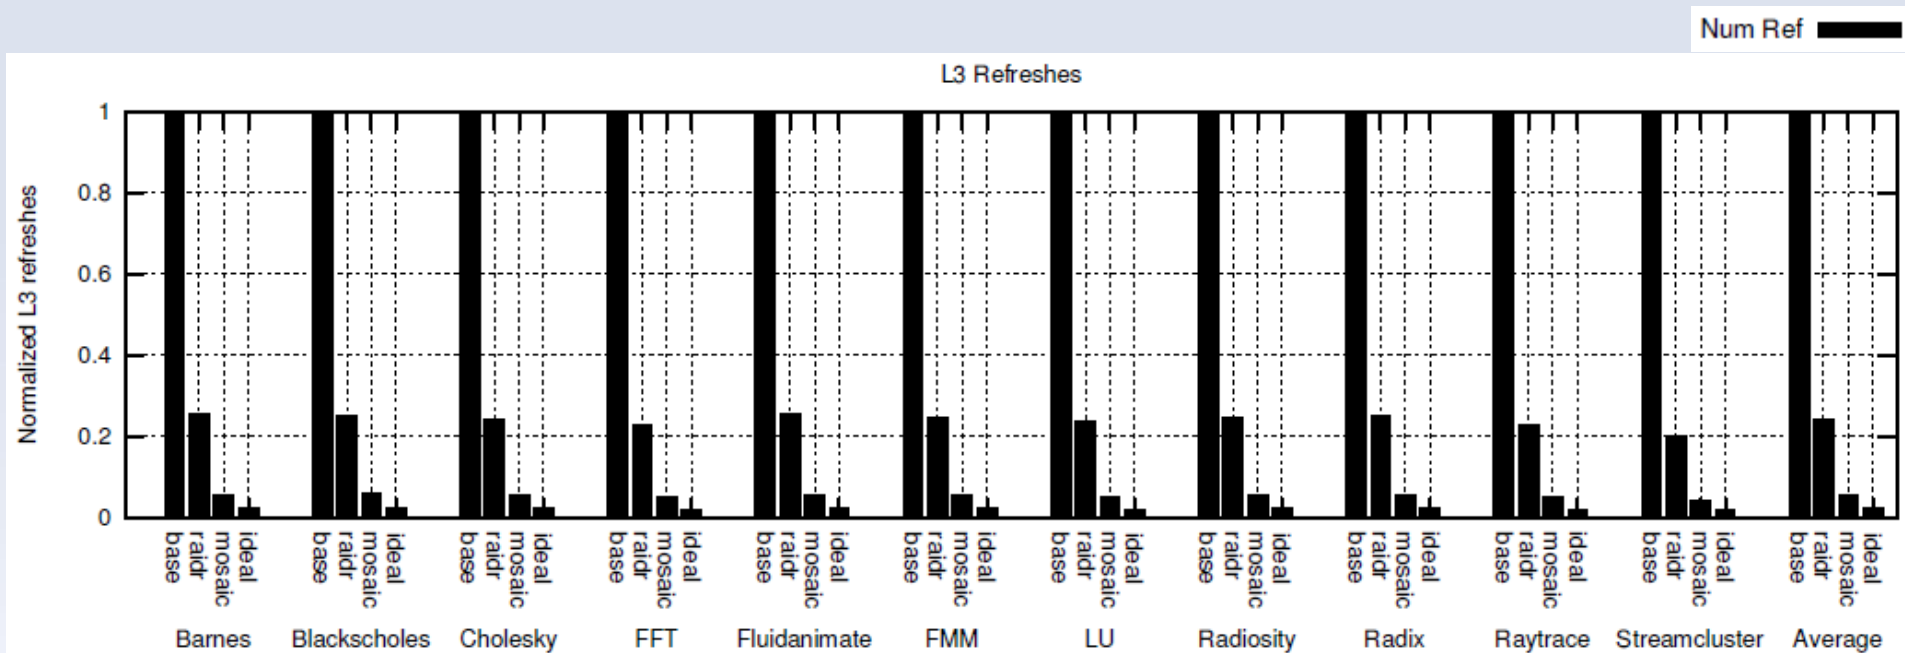 Num Ref
L3 Refreshes
Normalized L3 refreshes
1
0.8
0.6
0.4
0.2
0
base raidr mosaic ideal base raidr mosaic ideal base raidr mosaic ideal base raidr mosaic ideal base raidr mosaic ideal base raidr mosaic ideal base raidr mosaic ideal base raidr mosaic ideal base raidr mosaic ideal base raidr mosaic ideal base raidr mosaic ideal base raidr mosaic ideal
Barnes Blackscholes Cholesky FFT Fluidanimate FMM LU Radiosity Radix Raytrace Streamcluster Average